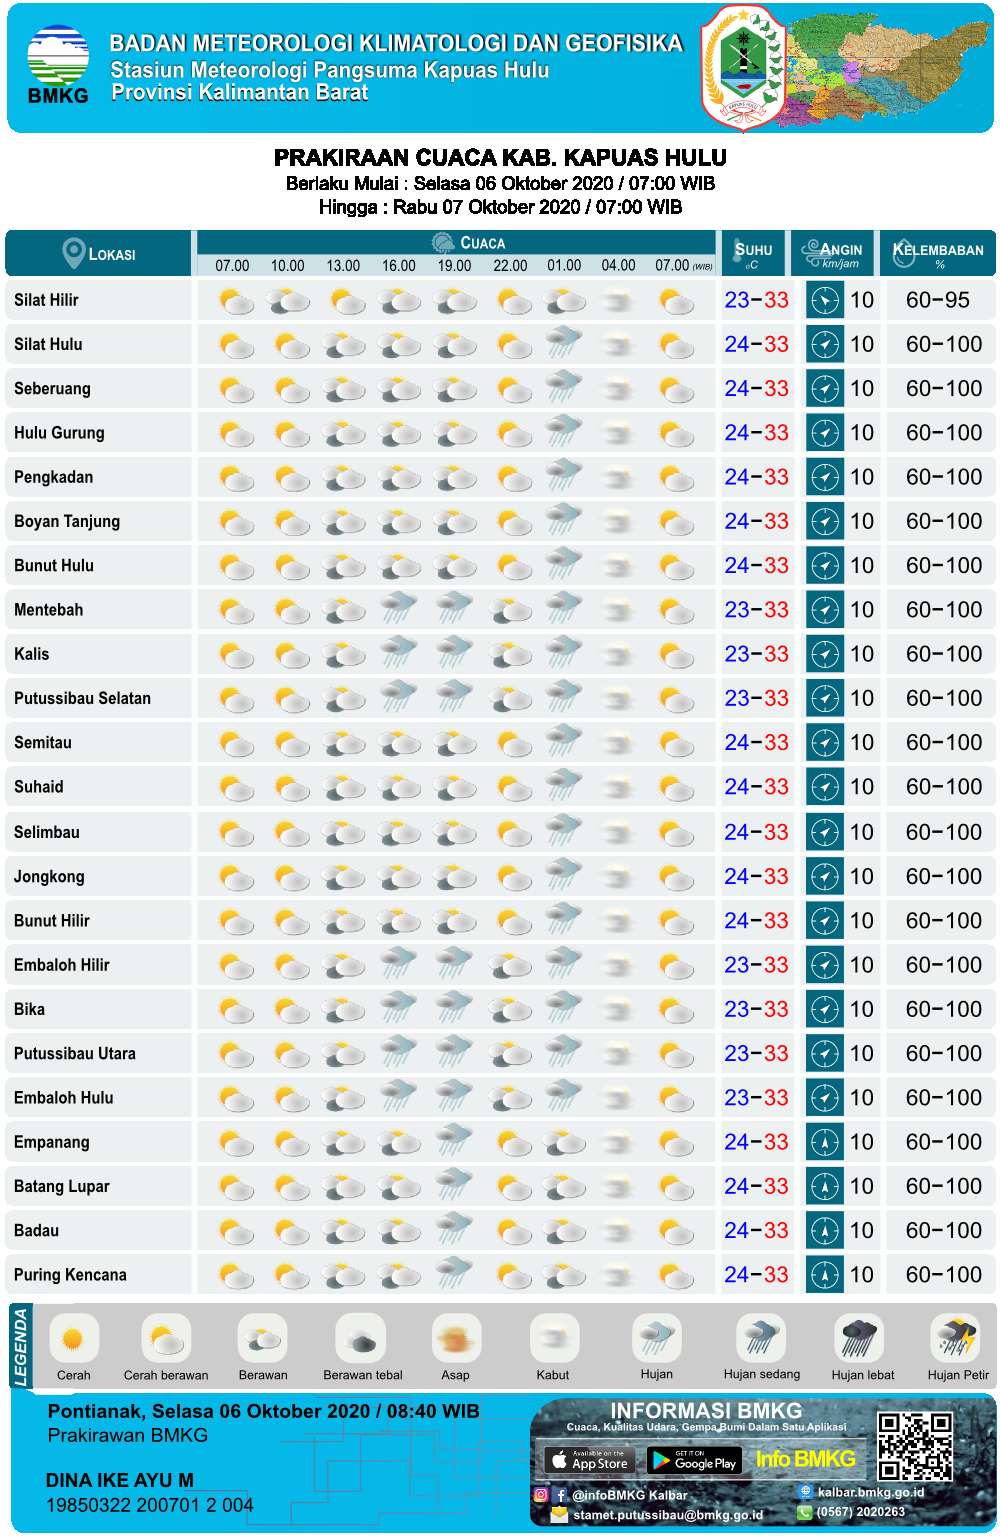 BADAN METEOROLOGI KLIMATOLOGI DAN GEOFISIKA
Stasiun Meteorologi Pangsuma Kapuas Hulu
Provinsi Kalimantan Barat
BMKG
KAPUAS HULU
PRAKIRAAN CUACA KAB. KAPUAS HULU
Berlaku Mulai : Selasa 06 Oktober 2020 / 07:00 WIB
Hingga : Rabu 07 Oktober 2020 / 07:00 WIB
LOKASI CUACA SUHU ANGIN KELEMBABAN
07.00 10.00 13.00 16.00 19.00 22.00 01.00 04.00 07.00 (WIB) °C km/jam %
Silat Hilir 23-33 10 60-95
Silat Hulu 24-33 10 60-100
Seberuang 24-33 10 60-100
Hulu Gurung 24-33 10 60-100
Pengkadan 24-33 10 60-100
Boyan Tanjung 24-33 10 60-100
Bunut Hulu 24-33 10 60-100
Mentebah 23-33 10 60-100
Kalis 23-33 10 60-100
Putussibau Selatan 23-33 10 60-100
Semitau 24-33 10 60-100
Suhaid 24-33 10 60-100
Selimbau 24-33 10 60-100
Jongkong 24-33 10 60-100
Bunut Hilir 24-33 10 60-100
Embaloh Hilir 23-33 10 60-100
Bika 23-33 10 60-100
Putussibau Utara 23-33 10 60-100
Embaloh Hulu 23-33 10 60-100
Empanang 24-33 10 60-100
Batang Lupar 24-33 10 60-100
Badau 24-33 10 60-100
Puring Kencana 24-33 10 60-100
LEGENDA
Cerah Cerah berawan Berawan Berawan tebal Asap Kabut Hujan Hujan sedang Hujan lebat Hujan Petir
Pontianak, Selasa 06 Oktober 2020 / 08:40 WIB
Prakirawan BMKG
DINA IKE AYU M
19850322 200701 2 004
INFORMASI BMKG
Cuaca, Kualitas Udara, Gempa Bumi Dalam Satu Aplikasi
Available on the App Store
GET IT ON Google Play
Info BMKG
@infoBMKG Kalbar
kalbar.bmkg.go.id
stamet.putussibau@bmkg.go.id
(0567) 2020263